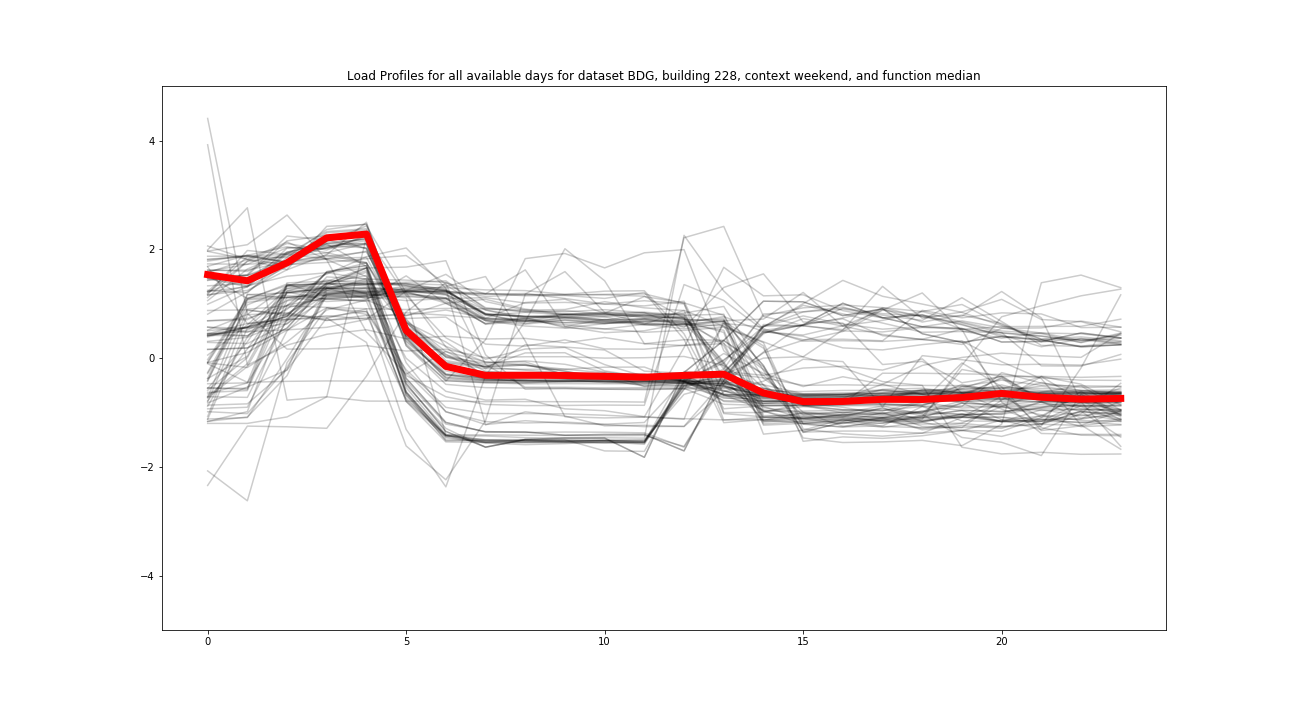 Load Profiles for all available days for dataset BDG, building 228, context weekend, and function median
4
2
0
−2
−4
0 5 10 15 20